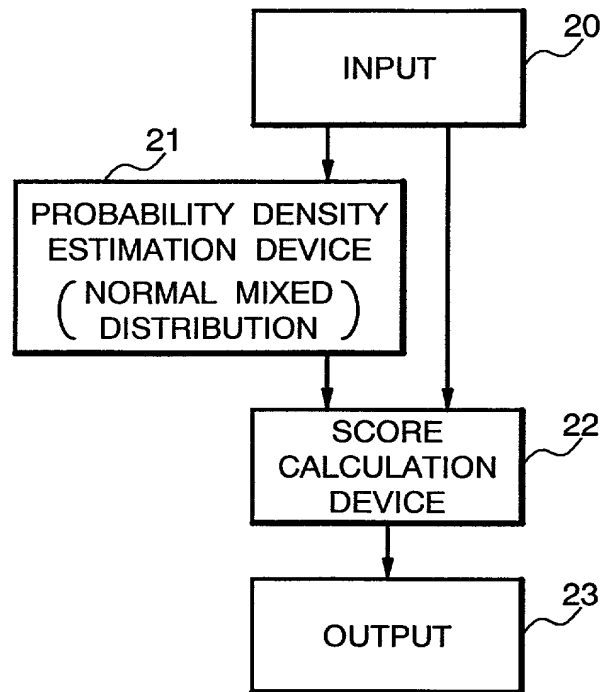 20
INPUT
21
PROBABILITY DENSITY
ESTIMATION DEVICE
(NORMAL MIXED
DISTRIBUTION)
SCORE
CALCULATION
DEVICE
22
OUTPUT
23